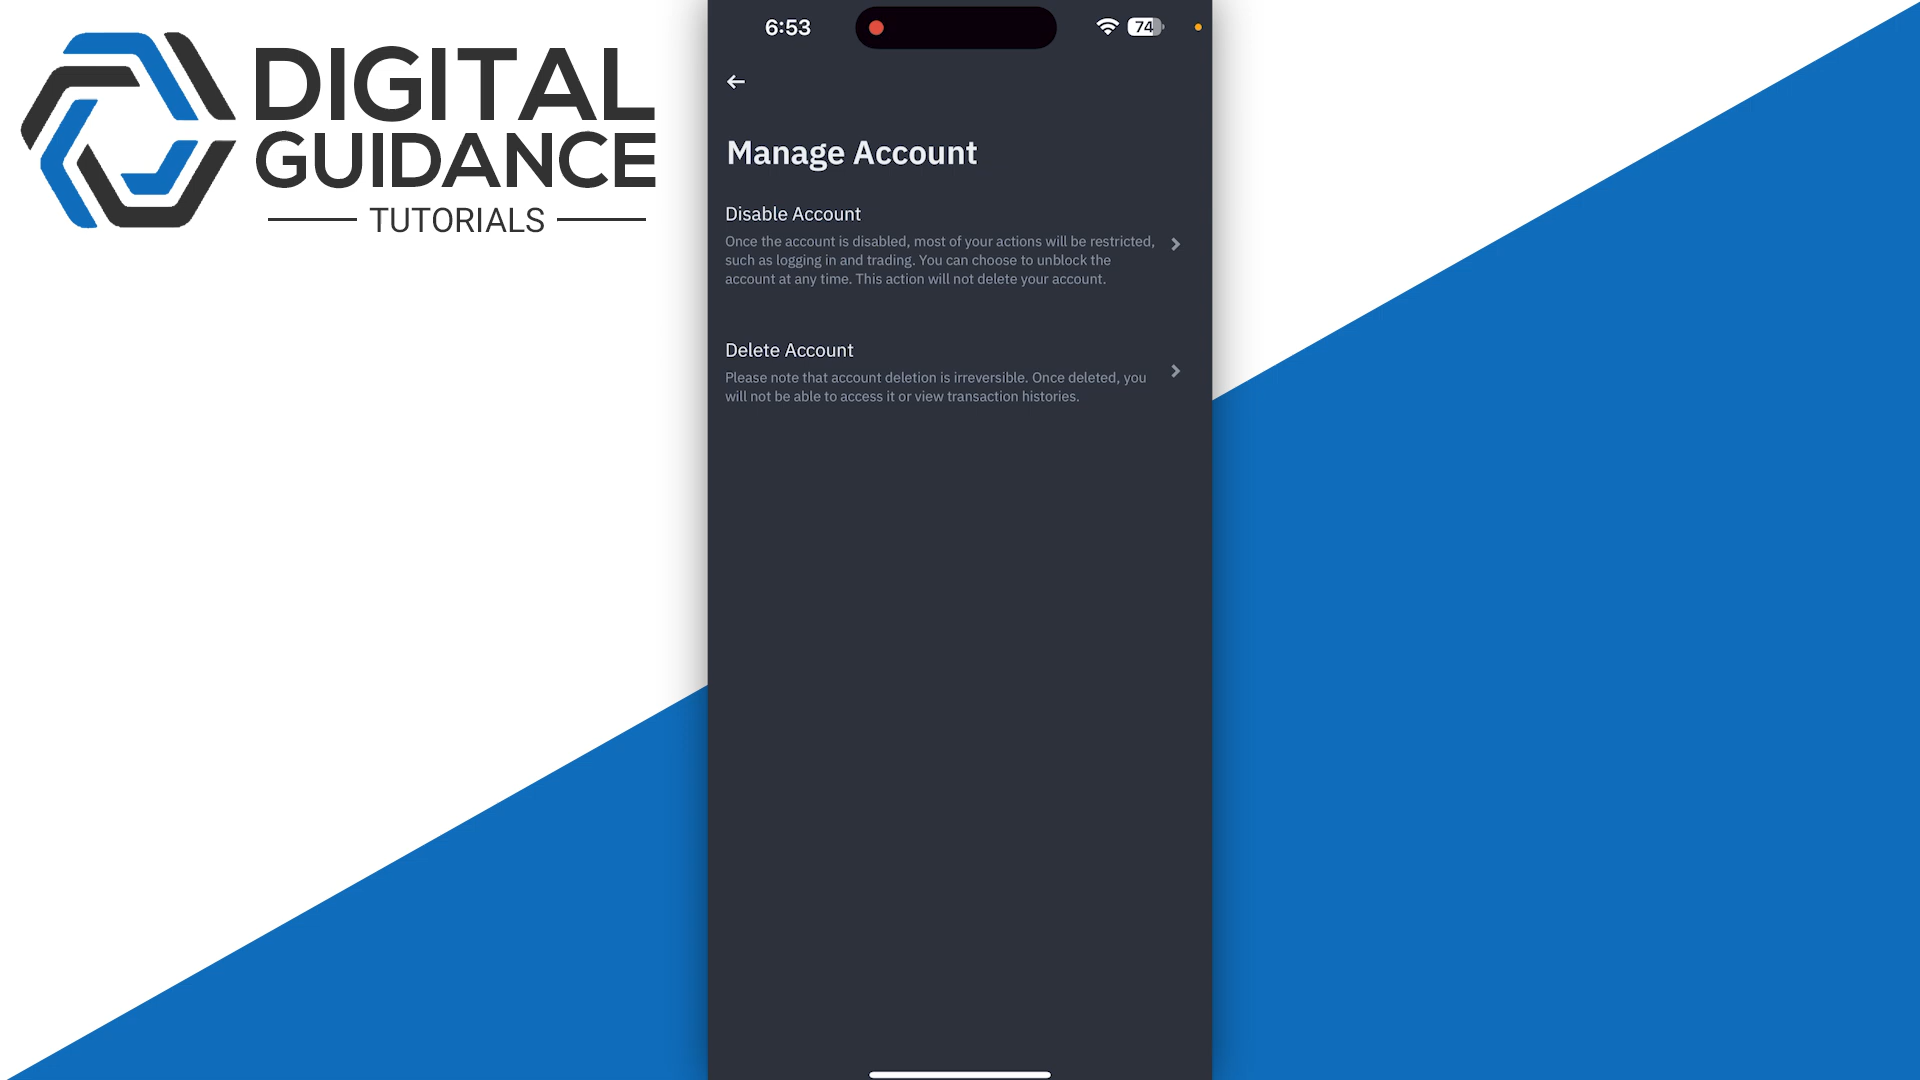 DIGITAL
GUIDANCE
TUTORIALS
6:53
74
Manage Account
Disable Account
Once the account is disabled, most of your actions will be restricted,
such as logging in and trading. You can choose to unblock the
account at any time. This action will not delete your account.
Delete Account
Please note that account deletion is irreversible. Once deleted, you
will not be able to access it or view transaction histories.